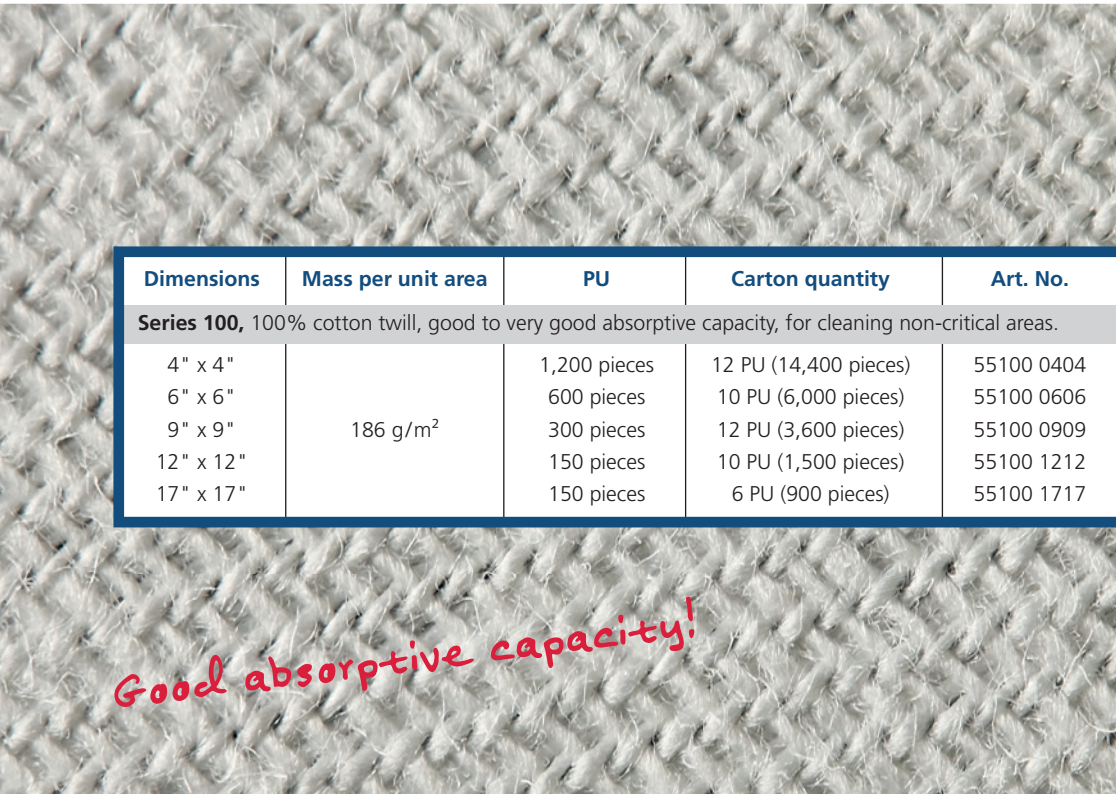 Dimensions Mass per unit area PU Carton quantity Art. No.
Series 100, 100% cotton twill, good to very good absorptive capacity, for cleaning non-critical areas.
4" x 4" 1,200 pieces 12 PU (14,400 pieces) 55100 0404
6" x 6" 600 pieces 10 PU (6,000 pieces) 55100 0606
9" x 9" 186 g/m² 300 pieces 12 PU (3,600 pieces) 55100 0909
12" x 12" 150 pieces 10 PU (1,500 pieces) 55100 1212
17" x 17" 150 pieces 6 PU (900 pieces) 55100 1717
Good absorptive capacity!